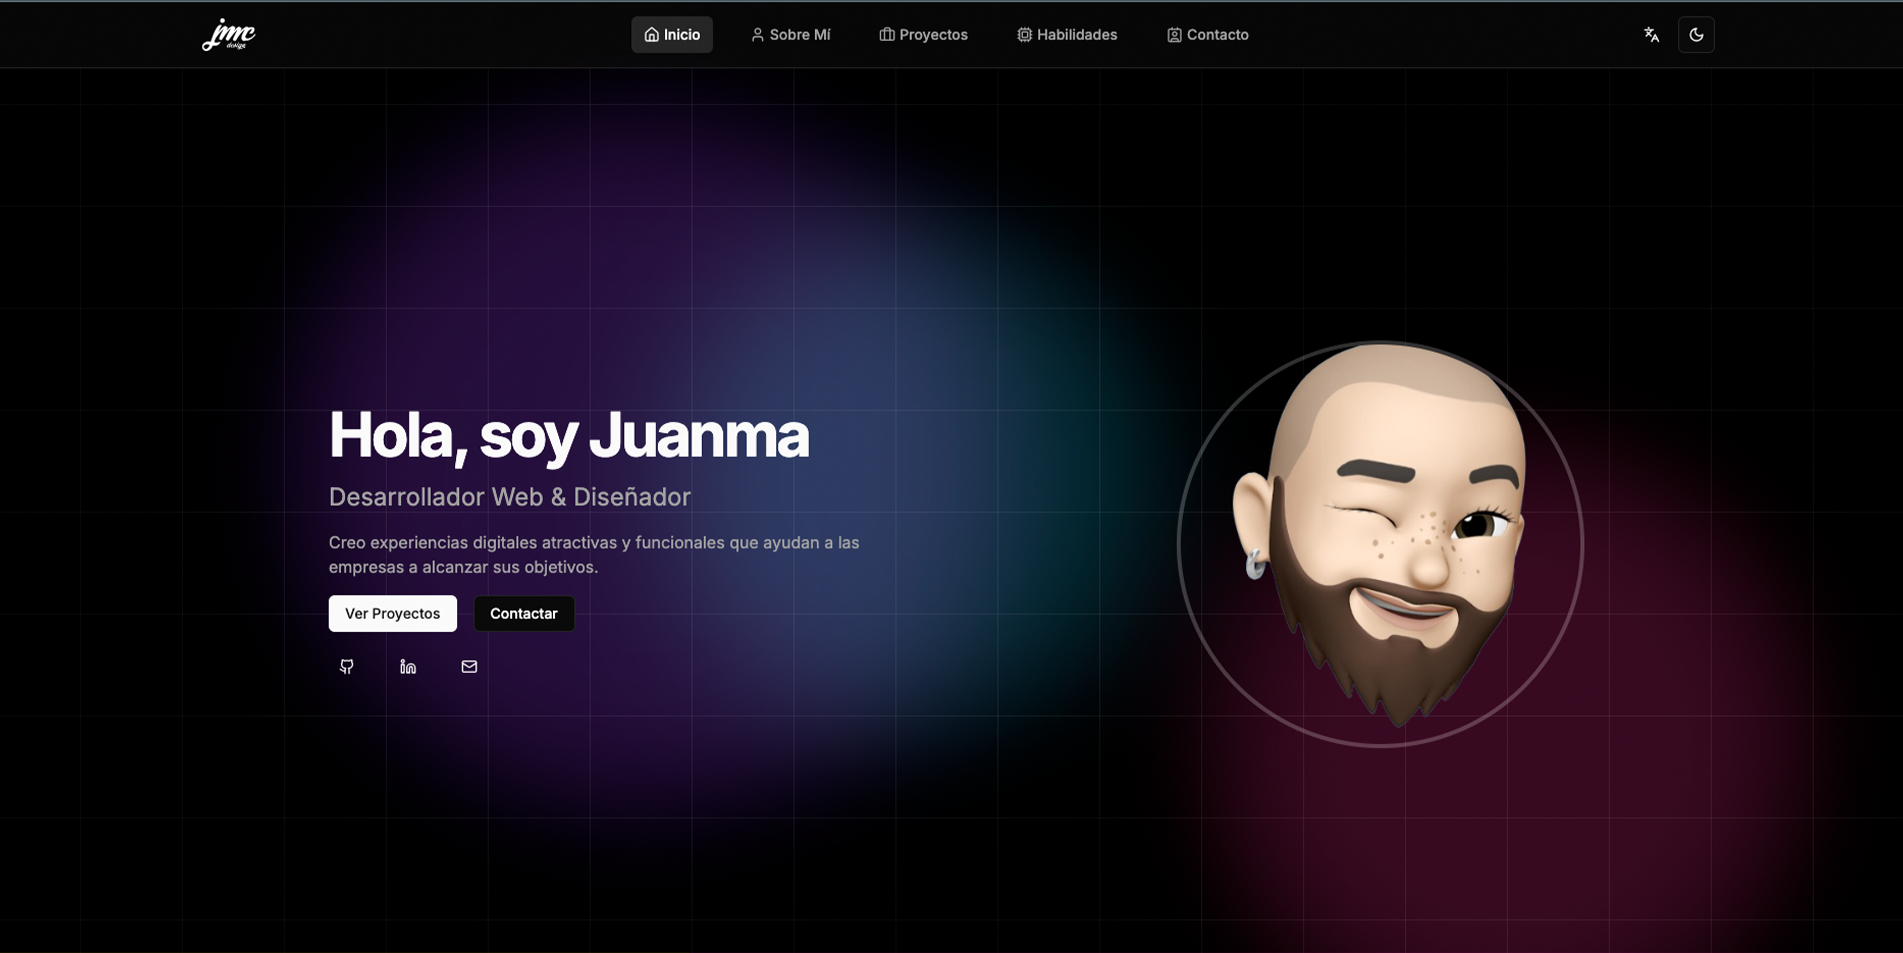 jmc
design
Inicio
Sobre Mí
Proyectos
Habilidades
Contacto
Hola, soy Juanma
Desarrollador Web & Diseñador
Creo experiencias digitales atractivas y funcionales que ayudan a las
empresas a alcanzar sus objetivos.
Ver Proyectos
Contactar